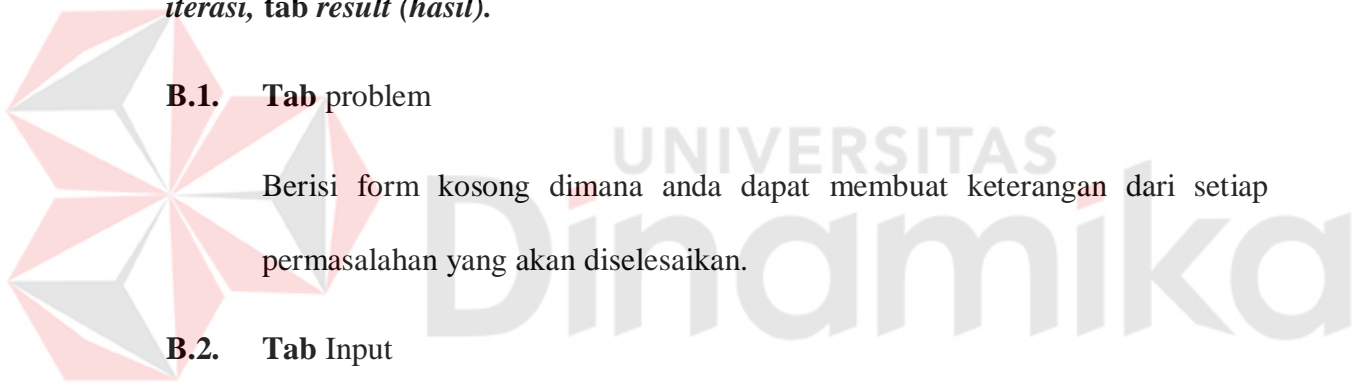 iterasi, tab result (hasil).
B.1. Tab problem
UNIVERSITAS
Berisi form kosong dimana anda dapat membuat keterangan dari setiap
Dinamika
permasalahan yang akan diselesaikan.
B.2. Tab Input